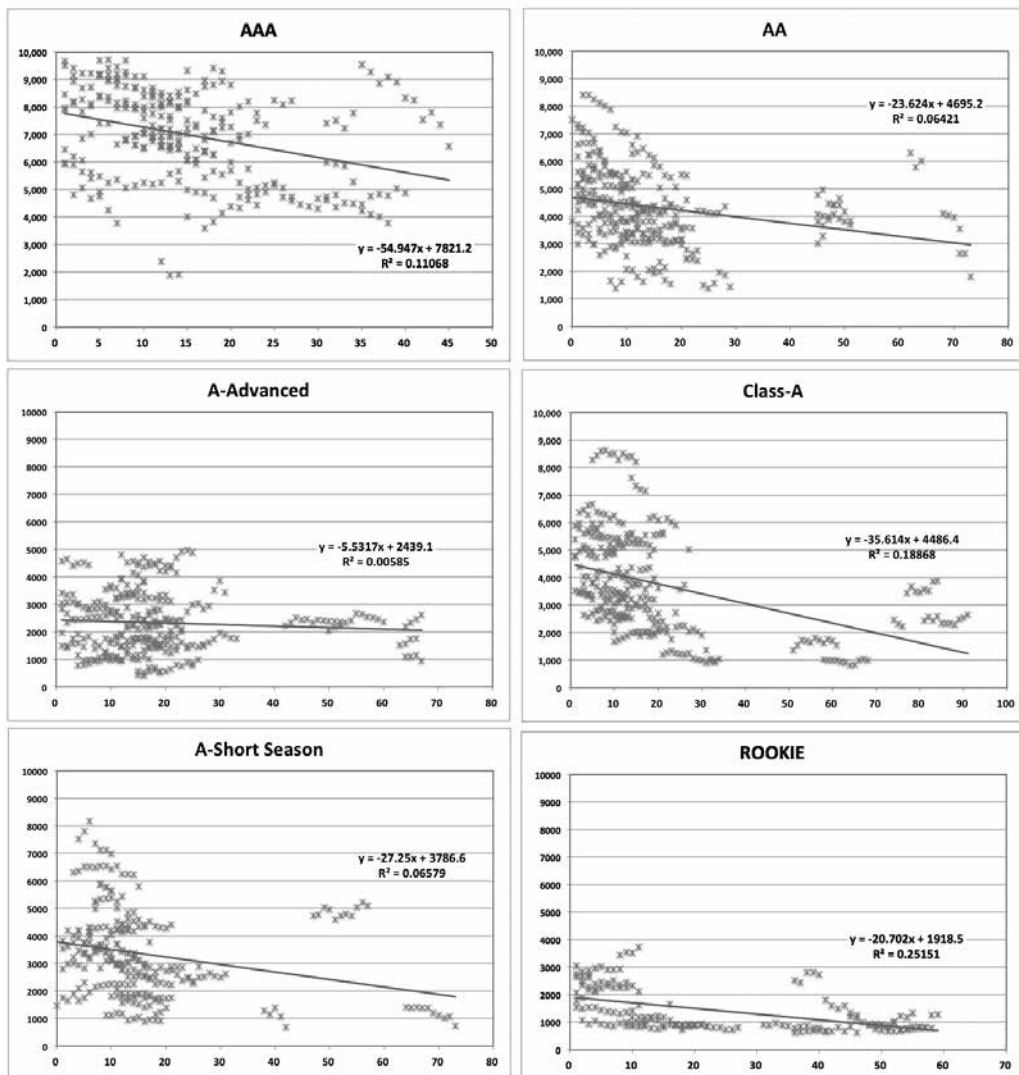 AAA
10,000
9,000
8,000
7,000
6,000
5,000
4,000
3,000
2,000
1,000
0
y = -54.947x + 7821.2
R² = 0.11068
0 5 10 15 20 25 30 35 40 45 50
AA
10,000
9,000
8,000
7,000
6,000
5,000
4,000
3,000
2,000
1,000
0
y = -23.624x + 4695.2
R² = 0.06421
0 10 20 30 40 50 60 70 80
A-Advanced
10000
9000
8000
7000
6000
5000
4000
3000
2000
1000
0
y = -5.5317x + 2439.1
R² = 0.00585
0 10 20 30 40 50 60 70 80
Class-A
10,000
9,000
8,000
7,000
6,000
5,000
4,000
3,000
2,000
1,000
0
y = -35.614x + 4486.4
R² = 0.18868
0 10 20 30 40 50 60 70 80 90 100
A-Short Season
10000
9000
8000
7000
6000
5000
4000
3000
2000
1000
0
y = -27.25x + 3786.6
R² = 0.06579
0 10 20 30 40 50 60 70 80
ROOKIE
10000
9000
8000
7000
6000
5000
4000
3000
2000
1000
0
y = -20.702x + 1918.5
R² = 0.25151
0 10 20 30 40 50 60 70